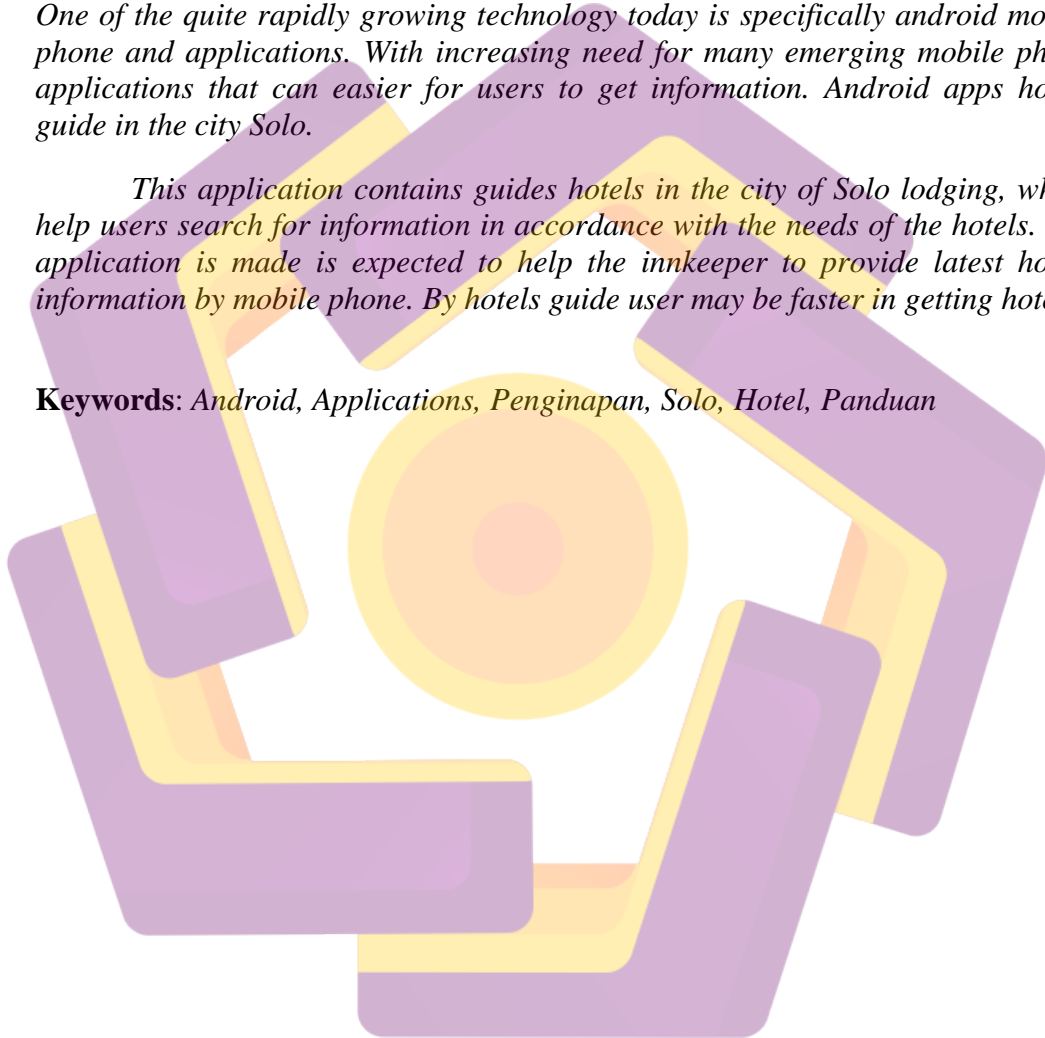 One of the quite rapidly growing technology today is specifically android mo
phone and applications. With increasing need for many emerging mobile ph
applications that can easier for users to get information. Android apps ho
guide in the city Solo.
This application contains guides hotels in the city of Solo lodging, wh
help users search for information in accordance with the needs of the hotels.
application is made is expected to help the innkeeper to provide latest ho
information by mobile phone. By hotels guide user may be faster in getting hot
Keywords: Android, Applications, Penginapan, Solo, Hotel, Panduan